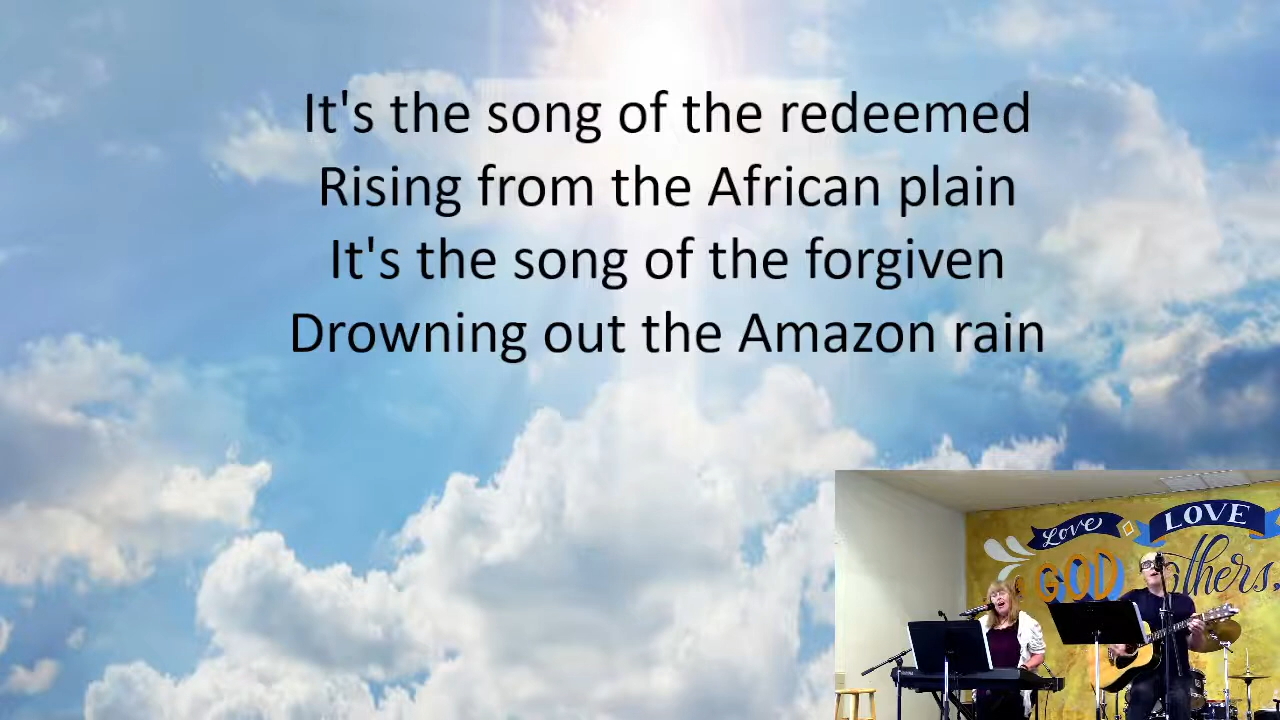 It's the song of the redeemed
Rising from the African plain
It's the song of the forgiven
Drowning out the Amazon rain
Love LOVE
GOD others.